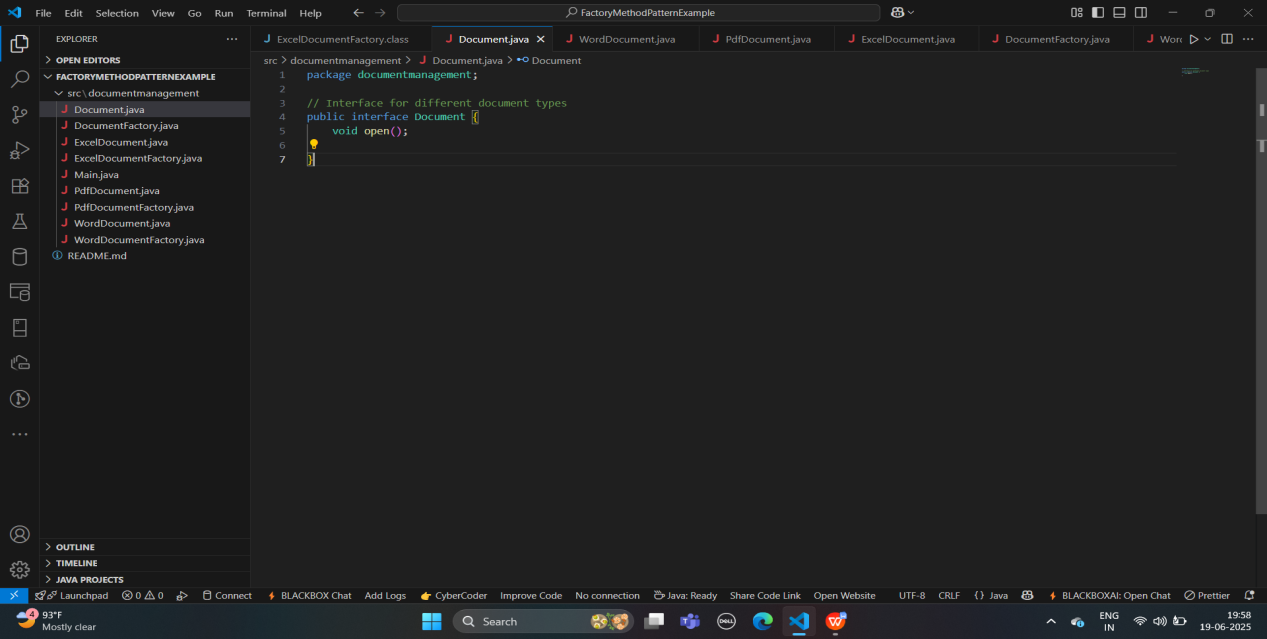 File Edit Selection View Go Run Terminal Help
FactoryMethodPatternExample
EXPLORER
OPEN EDITORS
FACTORYMETHODPATTERNEXAMPLE
src\documentmanagement
Document.java
DocumentFactory.java
ExcelDocument.java
ExcelDocumentFactory.java
Main.java
PdfDocument.java
PdfDocumentFactory.java
WordDocument.java
WordDocumentFactory.java
README.md
OUTLINE
TIMELINE
JAVA PROJECTS
ExcelDocumentFactory.class Document.java WordDocument.java PdfDocument.java ExcelDocument.java DocumentFactory.java Word
src > documentmanagement > Document.java > Document
1 package documentmanagement;
2
3 // Interface for different document types
4 public interface Document {
5 void open();
6
7 }
Launchpad 0 0 Connect BLACKBOX Chat Add Logs CyberCoder Improve Code No connection Java: Ready Share Code Link Open Website UTF-8 CRLF {} Java BLACKBOXAI: Open Chat Prettier
4
93°F
Mostly clear
Search
DELL
W
ENG
IN
19:58
19-06-2025